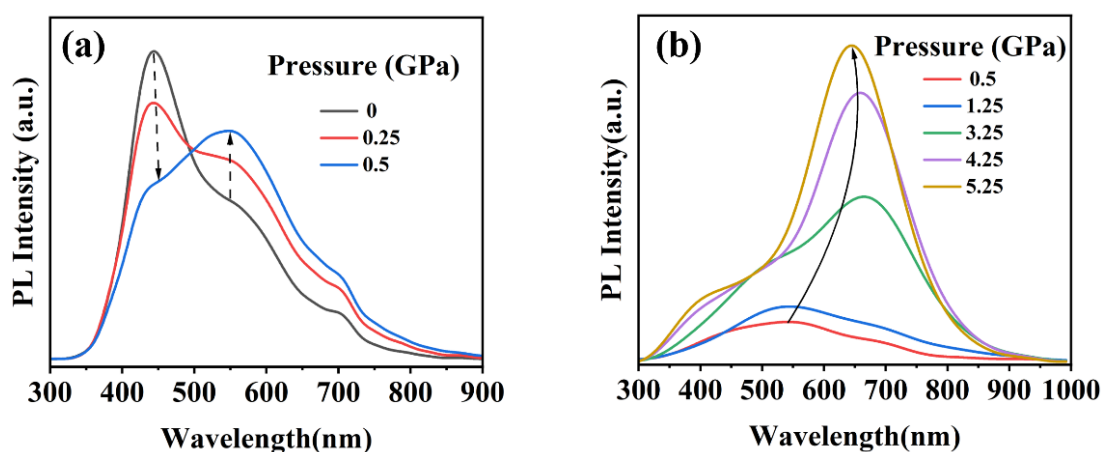 (a)
Pressure (GPa)
0
0.25
0.5
PL Intensity (a.u.)
300 400 500 600 700 800 900
Wavelength(nm)
(b)
Pressure (GPa)
0.5
1.25
3.25
4.25
5.25
PL Intensity(a.u.)
300 400 500 600 700 800 900 1000
Wavelength(nm)